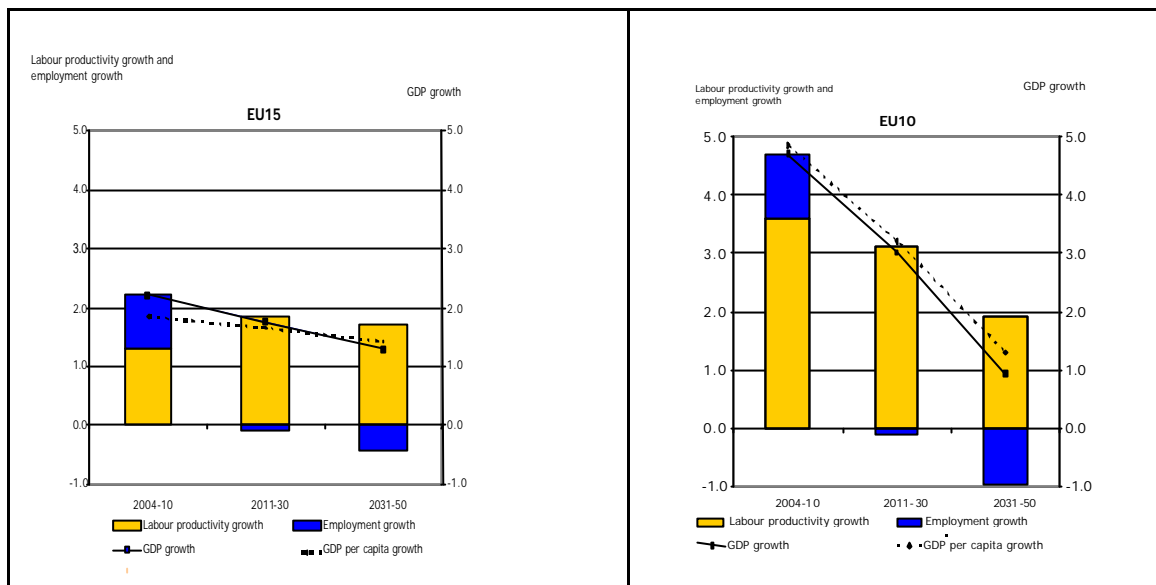 Labour productivity growth and
employment growth
GDP growth
EU15
5.0 5.0
4.0 4.0
3.0 3.0
2.0 2.0
1.0 1.0
0.0 0.0
-1.0 -1.0
2004-10 2011-30 2031-50
Labour productivity growth Employment growth
GDP growth GDP per capita growth
Labour productivity growth and
employment growth
GDP growth
EU10
5.0 5.0
4.0 4.0
3.0 3.0
2.0 2.0
1.0 1.0
0.0 0.0
-1.0 -1.0
2004-10 2011-30 2031-50
Labour productivity growth Employment growth
GDP growth GDP per capita growth